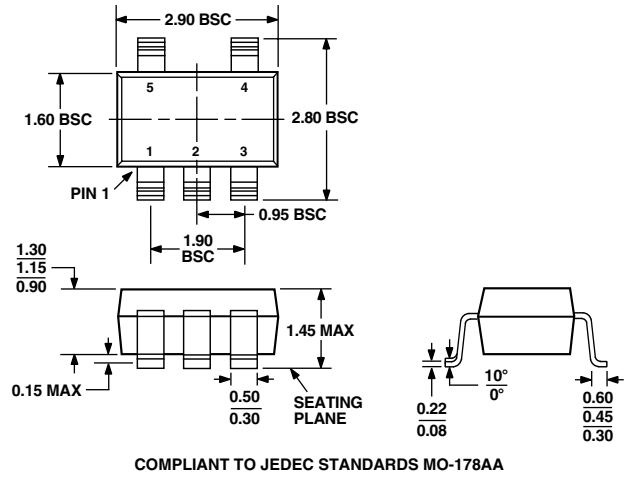 2.90 BSC
5
4
1.60 BSC
2.80 BSC
1
2
3
PIN 1
0.95 BSC
1.90
BSC
1.30
1.15
0.90
1.45 MAX
0.15 MAX
0.50
0.30
SEATING
PLANE
0.22
0.08
10°
0°
0.60
0.45
0.30
COMPLIANT TO JEDEC STANDARDS MO-178AA